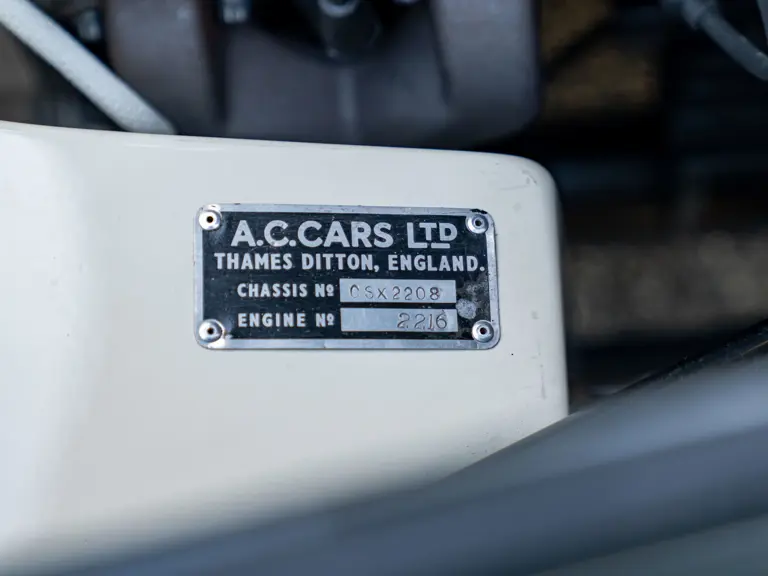 A.C.CARS LTD
THAMES DITTON, ENGLAND.
CHASSIS Nº CSX2208
ENGINE Nº 2216